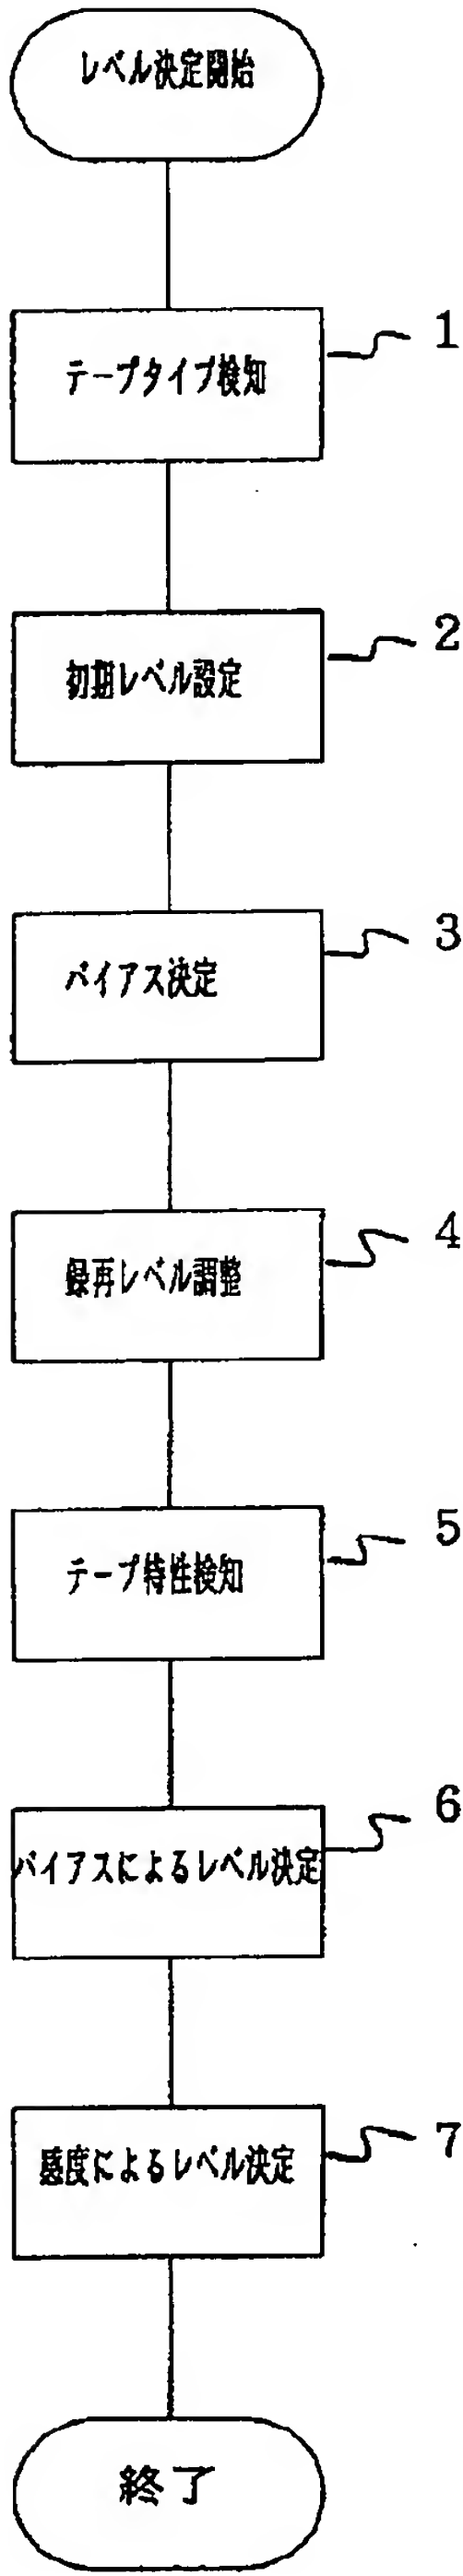 レベル決定開始
テープタイプ検知
1
初期レベル設定
2
バイアス決定
3
録再レベル調整
4
テープ特性検知
5
バイアスによるレベル決定
6
感度によるレベル決定
7
終了